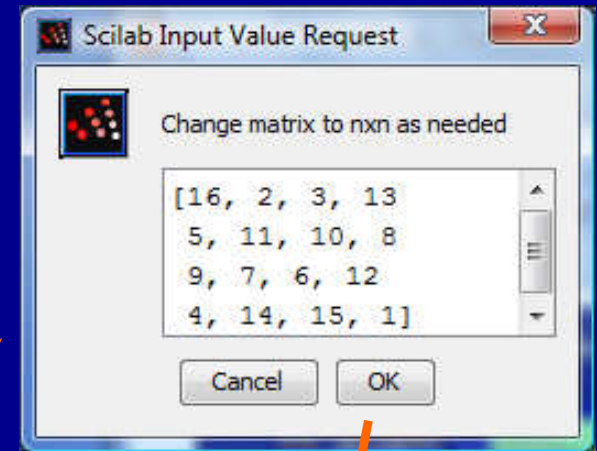 Scilab Input Value Request
Change matrix to nxn as needed
[16, 2, 3, 13
5, 11, 10, 8
9, 7, 6, 12
4, 14, 15, 1]
Cancel OK